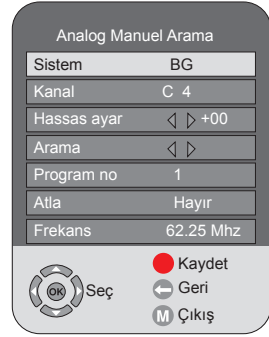 Analog Manuel Arama
Sistem BG
Kanal C 4
Hassas ayar +00
Arama
Program no 1
Atla Hayır
Frekans 62.25 Mhz
Kaydet
OK Seç Geri
M Çıkış